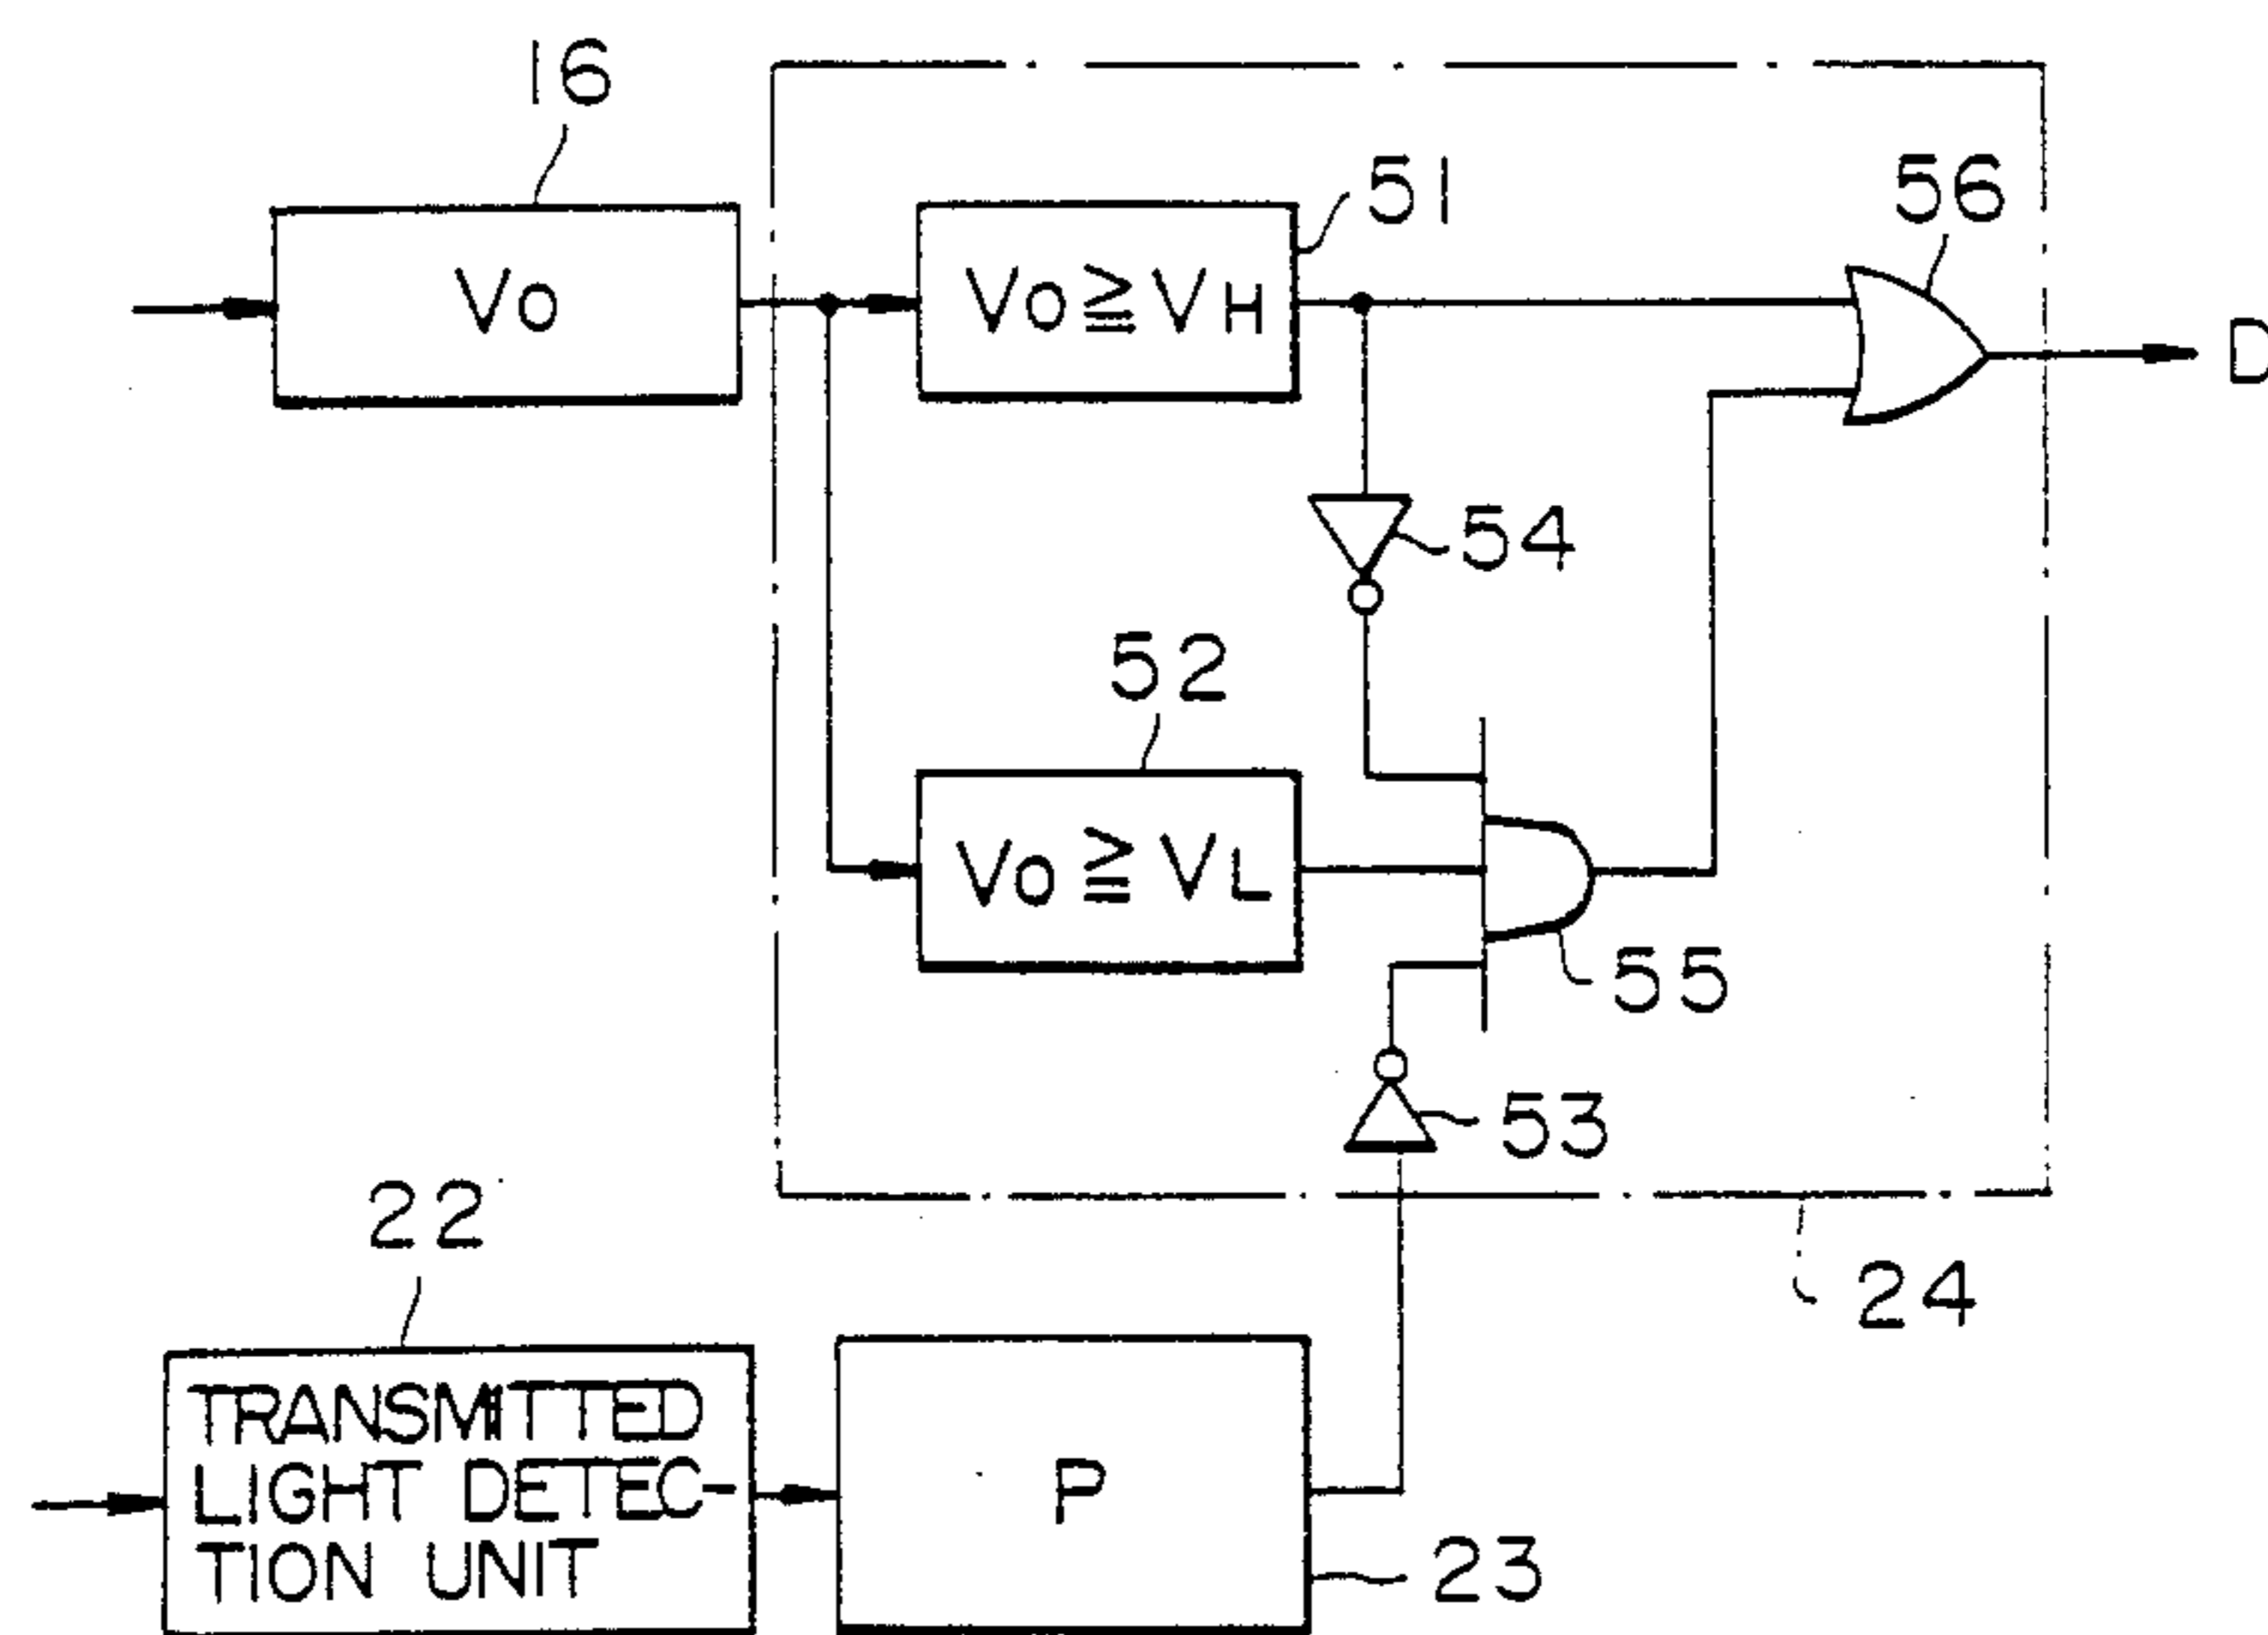 16
51
56
Vo
Vo ≧ VH
D
54
52
Vo ≧ VL
55
53
22
24
TRANSMITTED
LIGHT DETEC-
TION UNIT
P
23